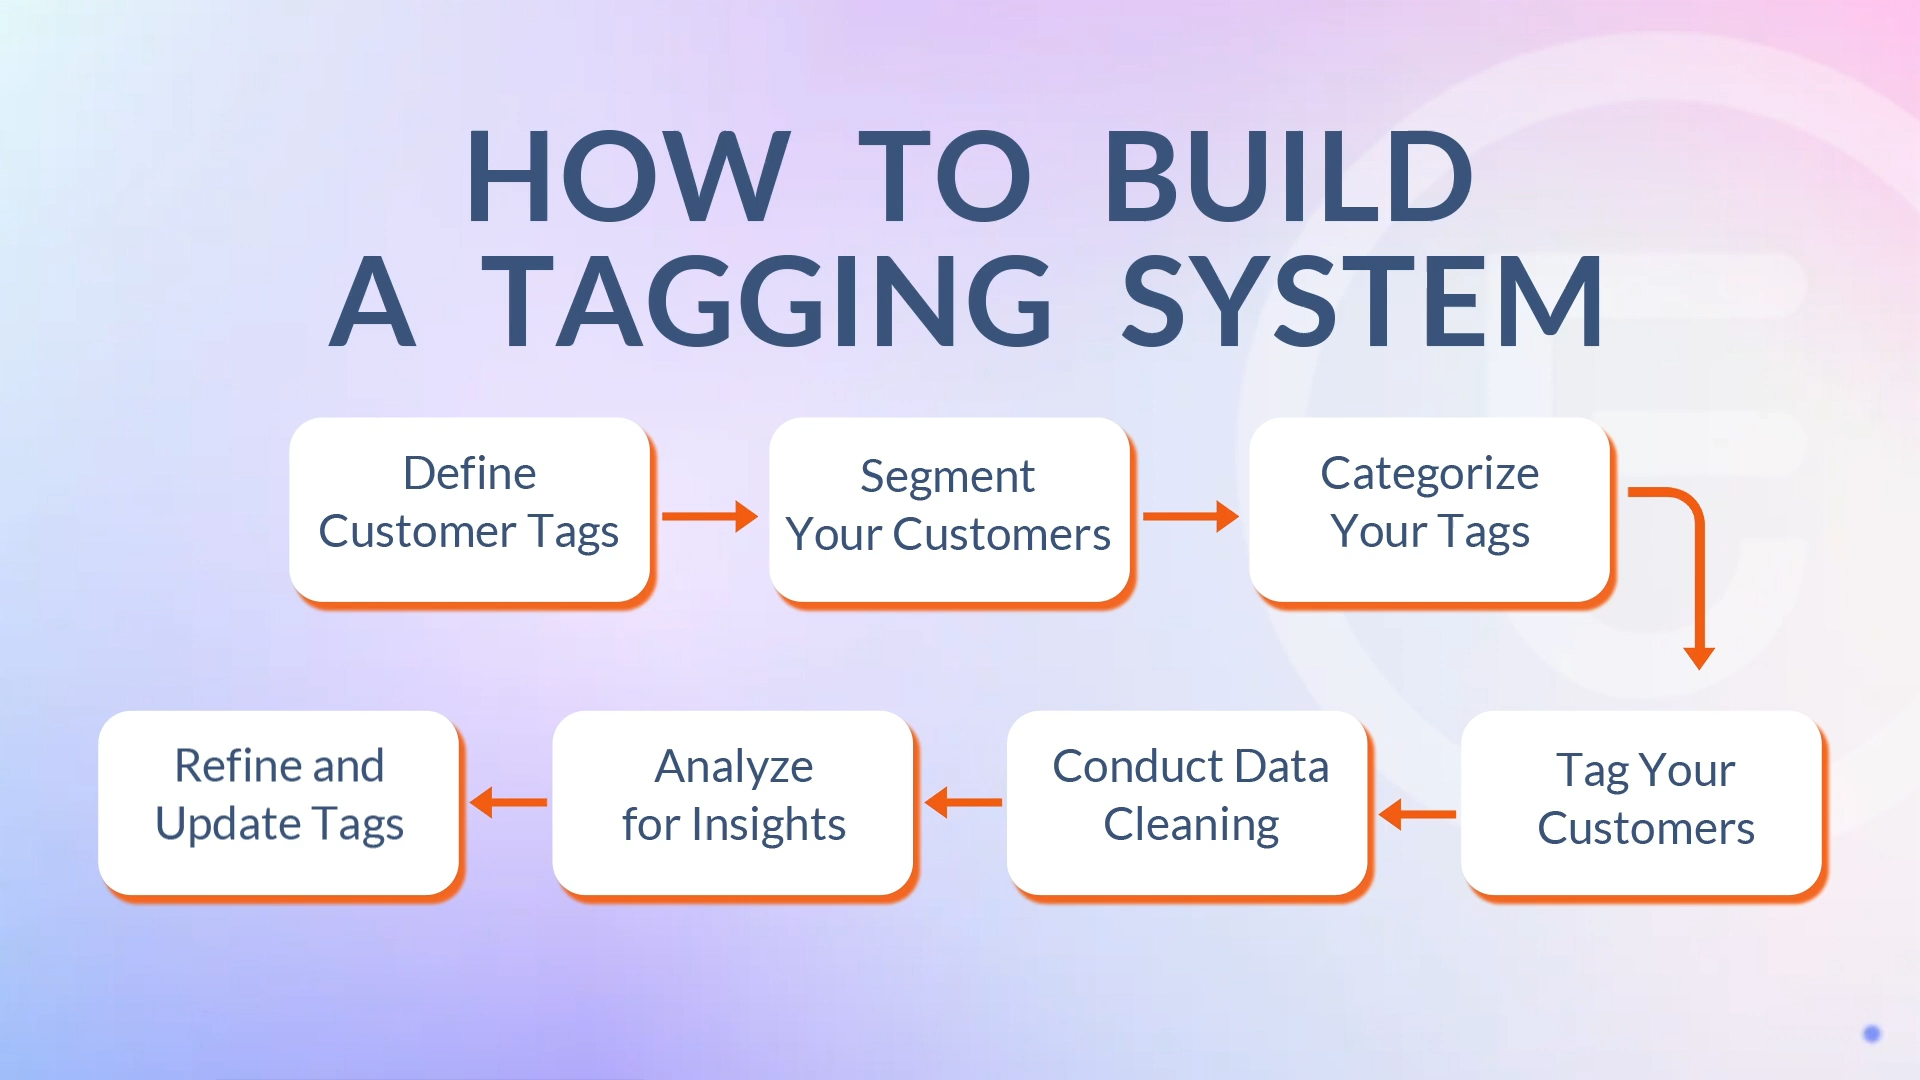 HOW TO BUILD
A TAGGING SYSTEM
Define
Customer Tags
Segment
Your Customers
Categorize
Your Tags
Tag Your
Customers
Conduct Data
Cleaning
Analyze
for Insights
Refine and
Update Tags